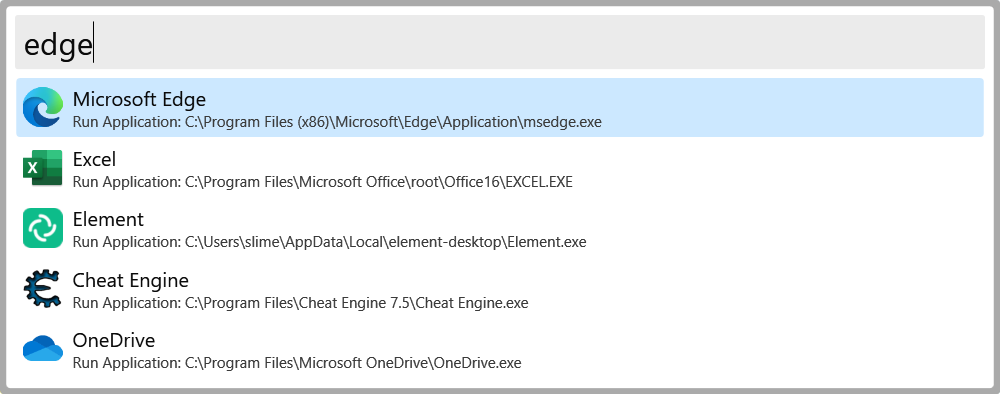 edge
Microsoft Edge
Run Application: C:\Program Files (x86)\Microsoft\Edge\Application\msedge.exe
Excel
Run Application: C:\Program Files\Microsoft Office\root\Office16\EXCEL.EXE
Element
Run Application: C:\Users\slime\AppData\Local\element-desktop\Element.exe
Cheat Engine
Run Application: C:\Program Files\Cheat Engine 7.5\Cheat Engine.exe
OneDrive
Run Application: C:\Program Files\Microsoft OneDrive\OneDrive.exe